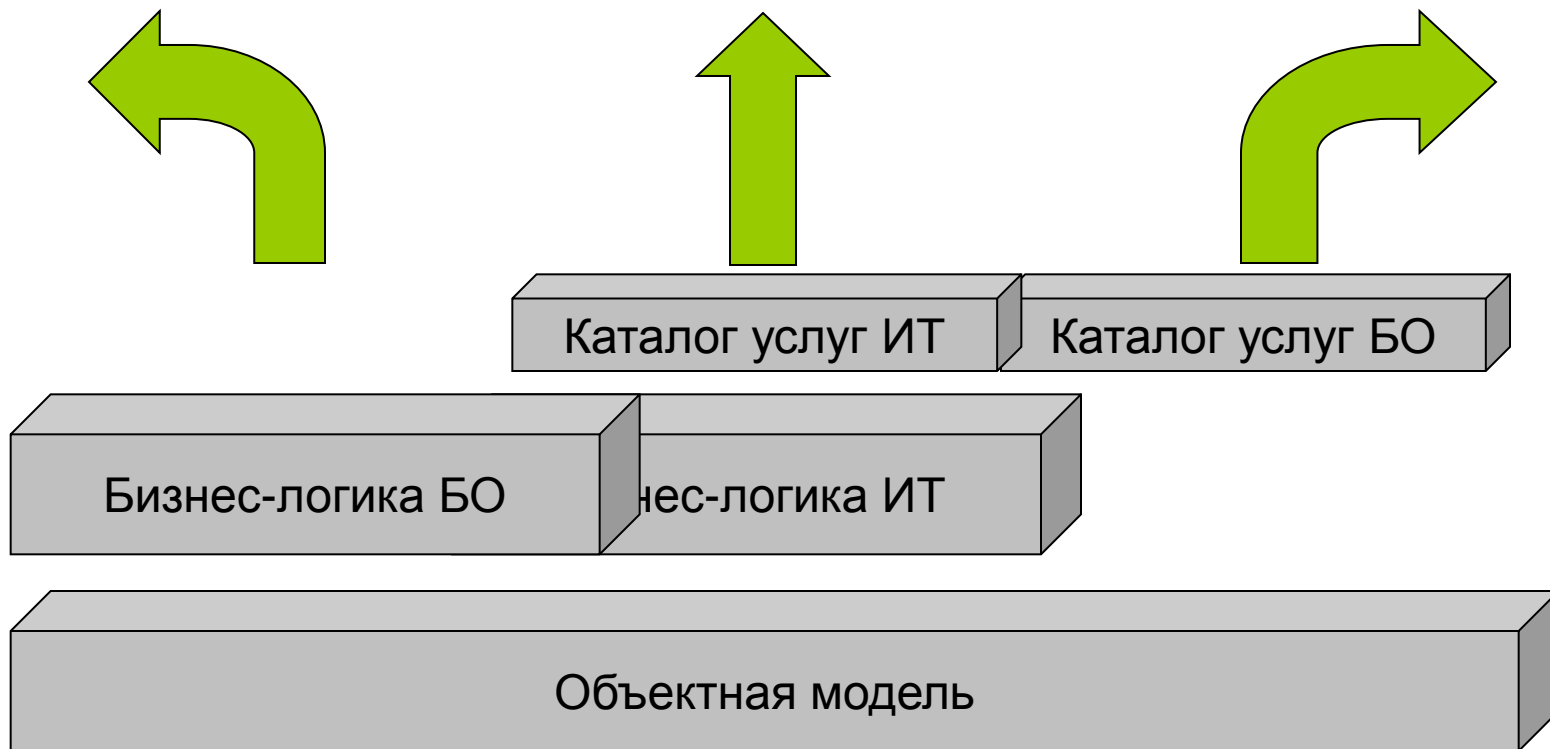 Каталог услуг ИТ
Каталог услуг БО
Бизнес-логика БО
нес-логика ИТ
Объектная модель